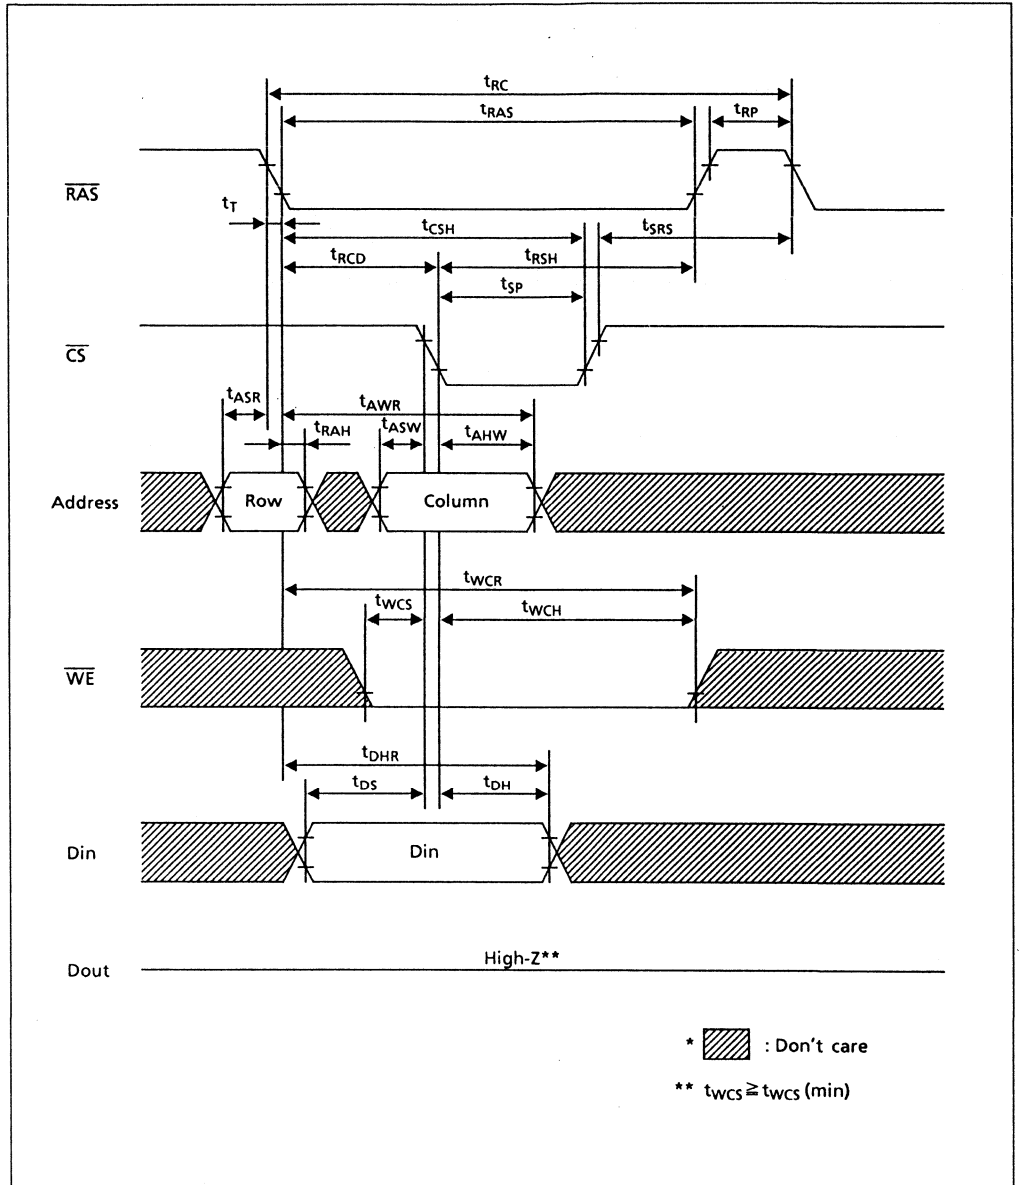 tRC
tRAS
tRP
RAS
tT
tCSH
tSRS
tRCD
tRSH
tSP
CS
tASR
tAWR
tRAH
tASW
tAHW
Address
Row
Column
tWCR
tWCS
tWCH
WE
tDHR
tDS
tDH
Din
Din
Dout
High-Z**
* : Don't care
** tWCS ≧ tWCS (min)